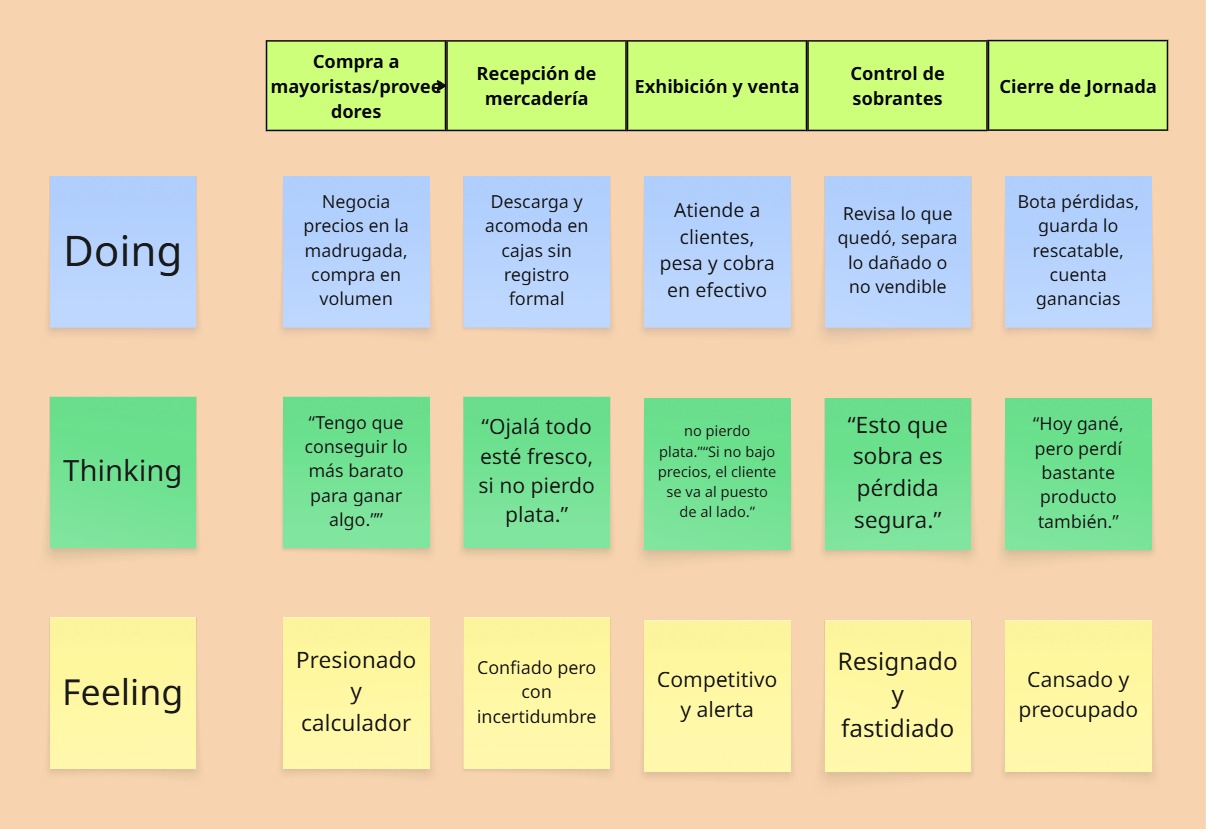 Compra a
mayoristas/provee
dores
Recepción de
mercadería
Exhibición y venta
Control de
sobrantes
Cierre de Jornada
Doing
Negocia
precios en la
madrugada,
compra en
volumen
Descarga y
acomoda en
cajas sin
registro
formal
Atiende a
clientes,
pesa y cobra
en efectivo
Revisa lo que
quedó, separa
lo dañado o
no vendible
Bota pérdidas,
guarda lo
rescatable,
cuenta
ganancias
Thinking
“Tengo que
conseguir lo
más barato
para ganar
algo.””
“Ojalá todo
esté fresco,
si no pierdo
plata.”
no pierdo
plata.”“Si no bajo
precios, el cliente
se va al puesto
de al lado.”
“Esto que
sobra es
pérdida
segura.”
“Hoy gané,
pero perdí
bastante
producto
también.”
Feeling
Presionado
y
calculador
Confiado pero
con
incertidumbre
Competitivo
y alerta
Resignado
y
fastidiado
Cansado y
preocupado